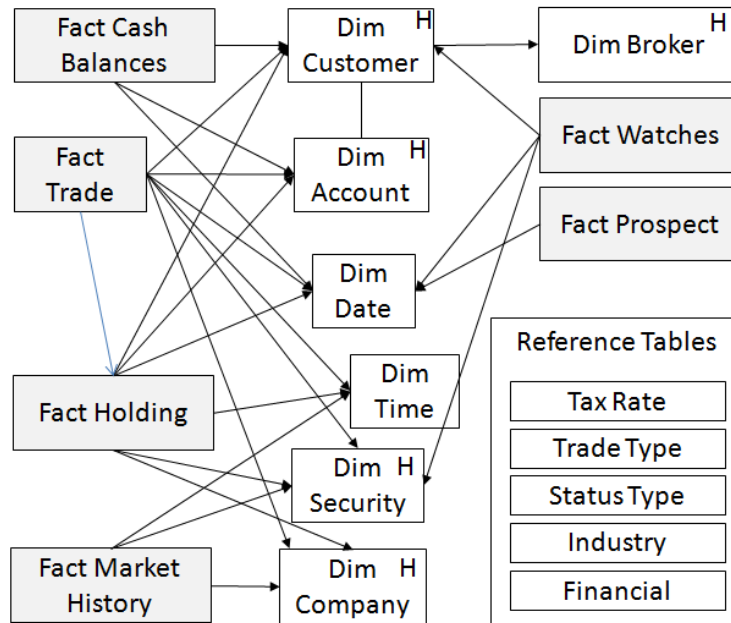 Fact Cash
Balances
Dim H
Customer
H
Dim Broker
Fact
Trade
Dim H
Account
Fact Watches
Fact Prospect
Dim
Date
Reference Tables
Fact Holding
Dim
Time
Tax Rate
Trade Type
Dim H
Security
Status Type
Industry
Fact Market
History
Dim H
Company
Financial